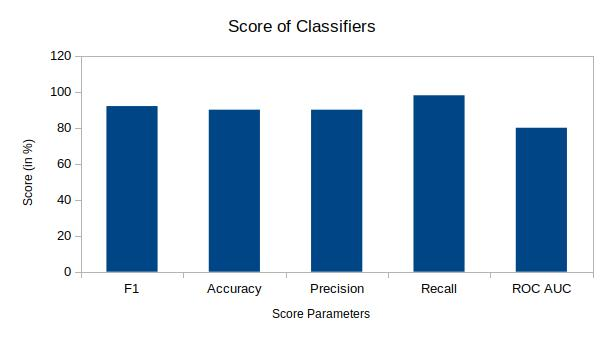 Score of Classifiers
120
100
80
60
40
20
0
Score (in %)
F1 Accuracy Precision Recall ROC AUC
Score Parameters